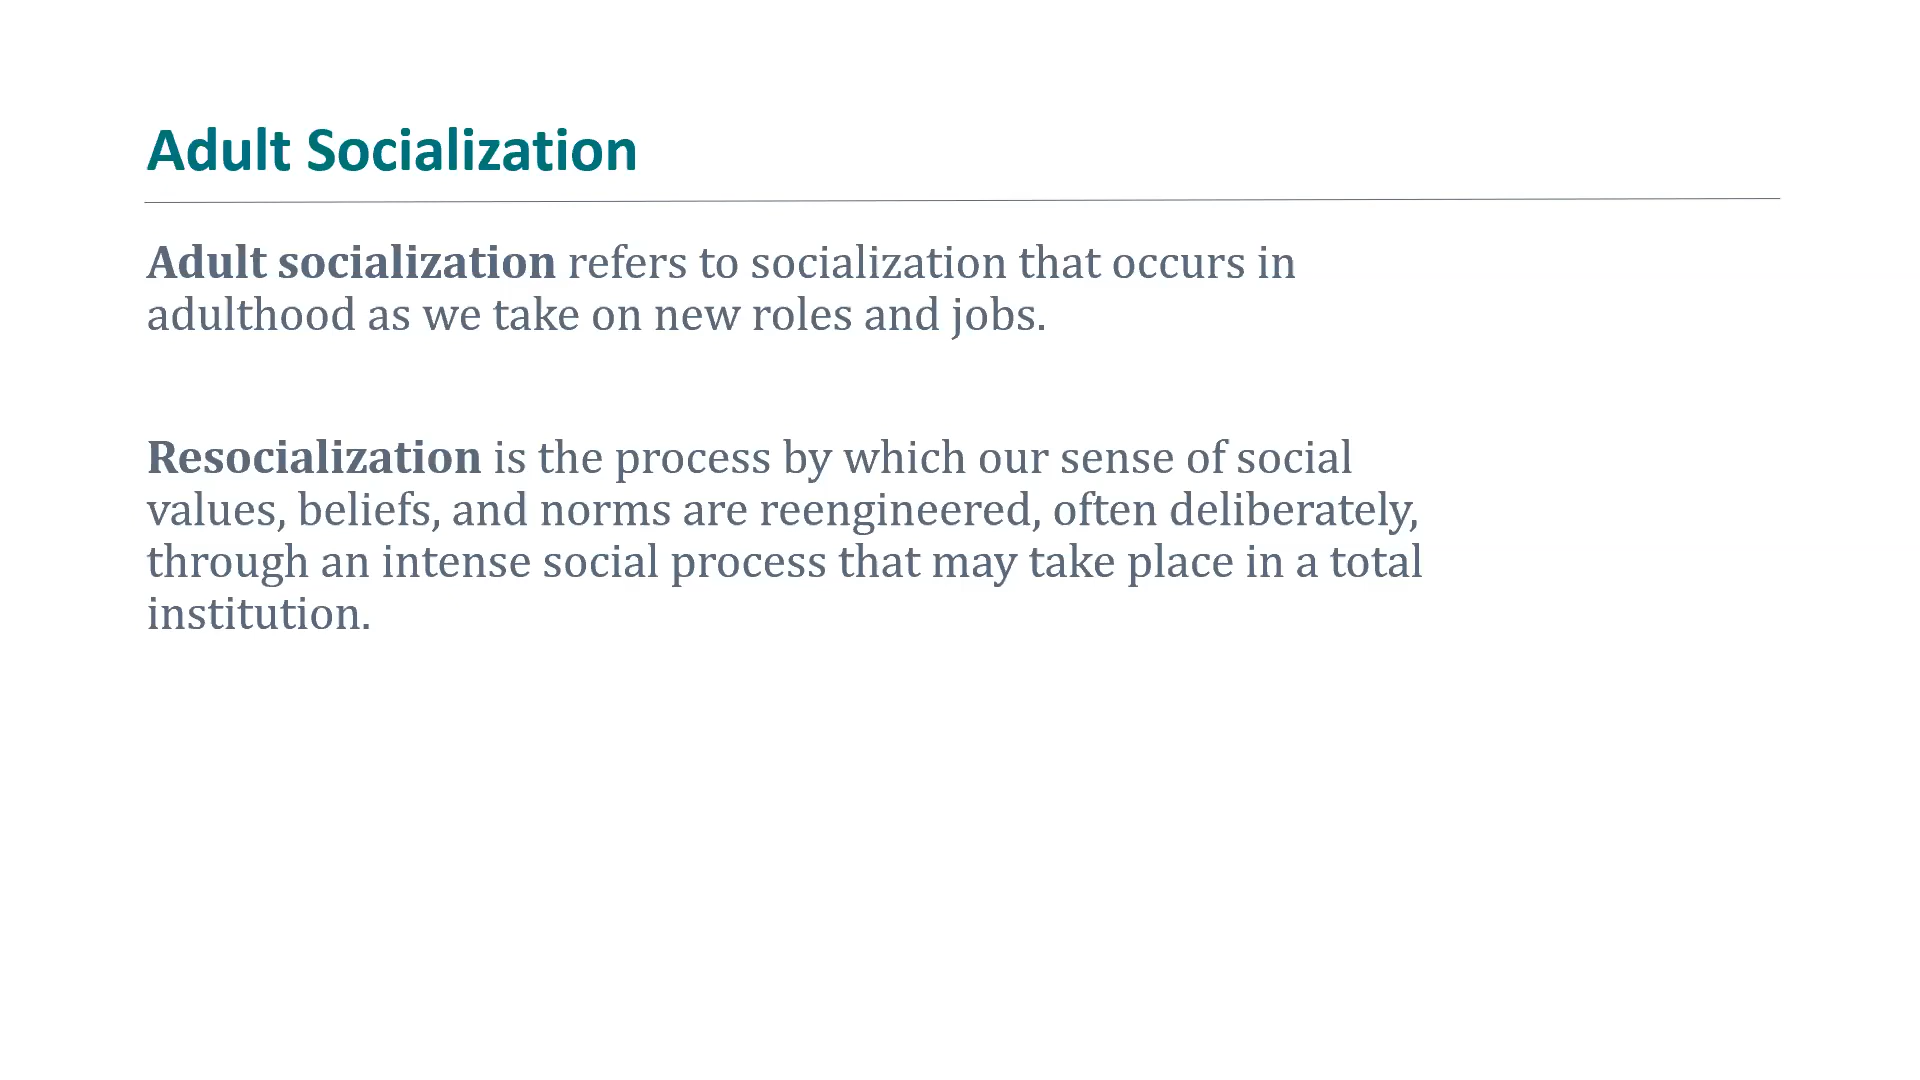 Adult Socialization
Adult socialization refers to socialization that occurs in
adulthood as we take on new roles and jobs.
Resocialization is the process by which our sense of social
values, beliefs, and norms are reengineered, often deliberately,
through an intense social process that may take place in a total
institution.